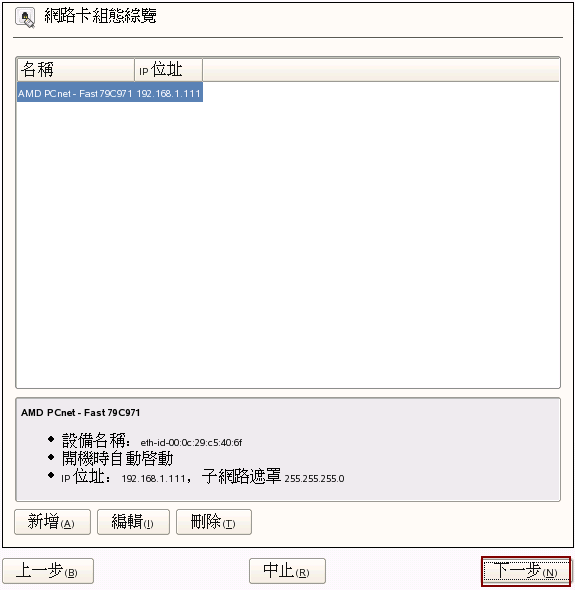 網路卡組態綜覽
名稱 IP 位址
AMD PCnet - Fast 79C971 192.168.1.111
AMD PCnet - Fast 79C971
設備名稱：eth-id-00:0c:29:c5:40:6f
開機時自動啓動
IP 位址：192.168.1.111，子網路遮罩 255.255.255.0
新增(A) 編輯(I) 刪除(T)
上一步(B) 中止(R) 下一步(N)